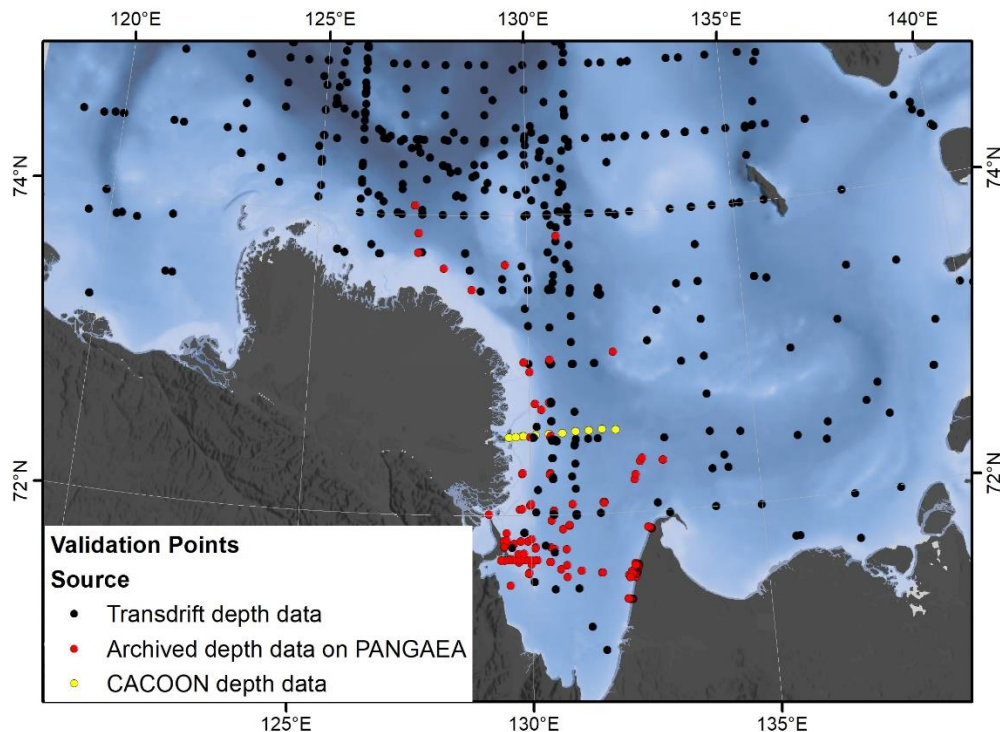 120°E 125°E 130°E 135°E 140°E
74°N 74°N
72°N 72°N
Validation Points
Source
Transdrift depth data
Archived depth data on PANGAEA
CACOON depth data
125°E 130°E 135°E